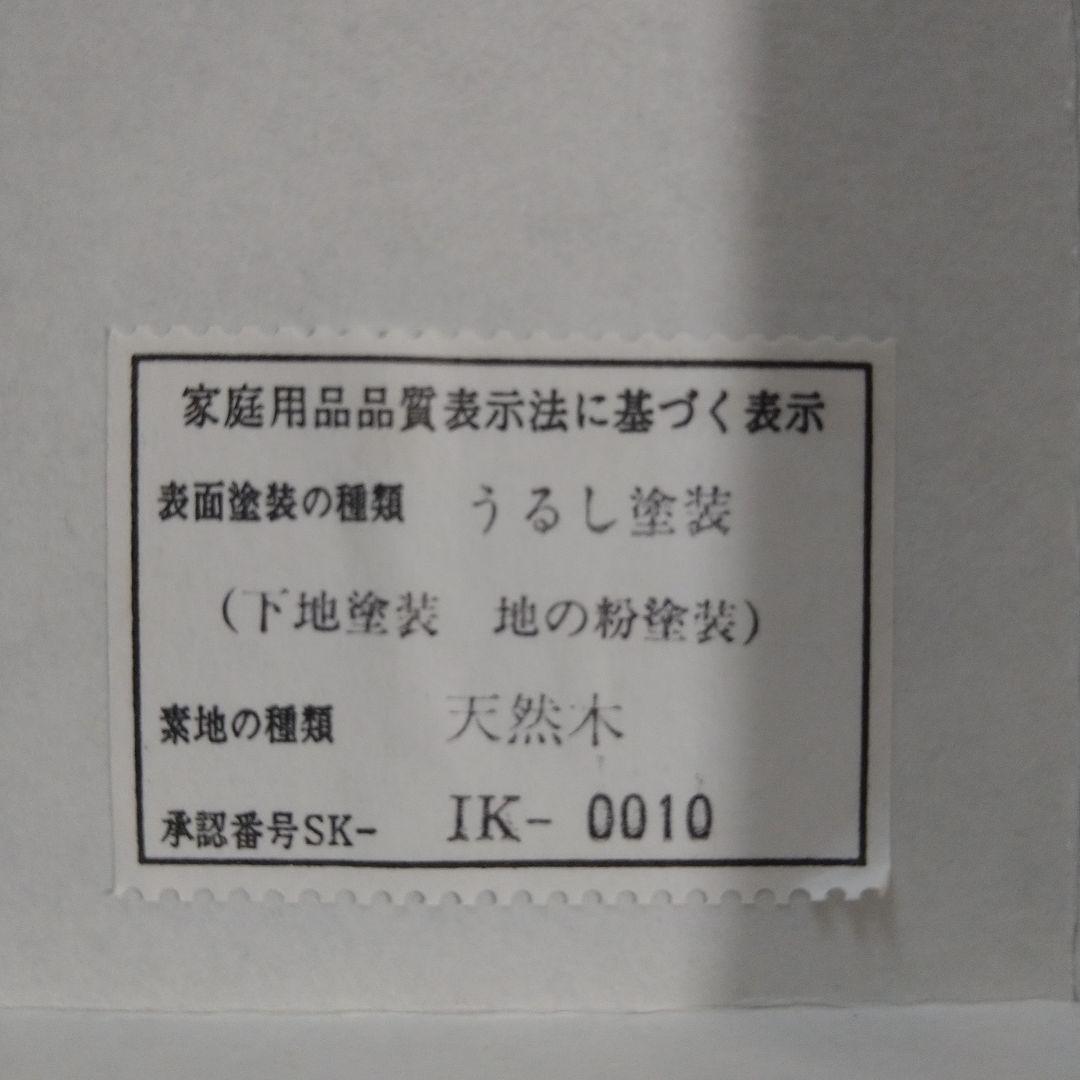 家庭用品品質表示法に基づく表示
表面塗装の種類 うるし塗装
(下地塗装 地の粉塗装)
素地の種類 天然木
承認番号SK- IK- 0010